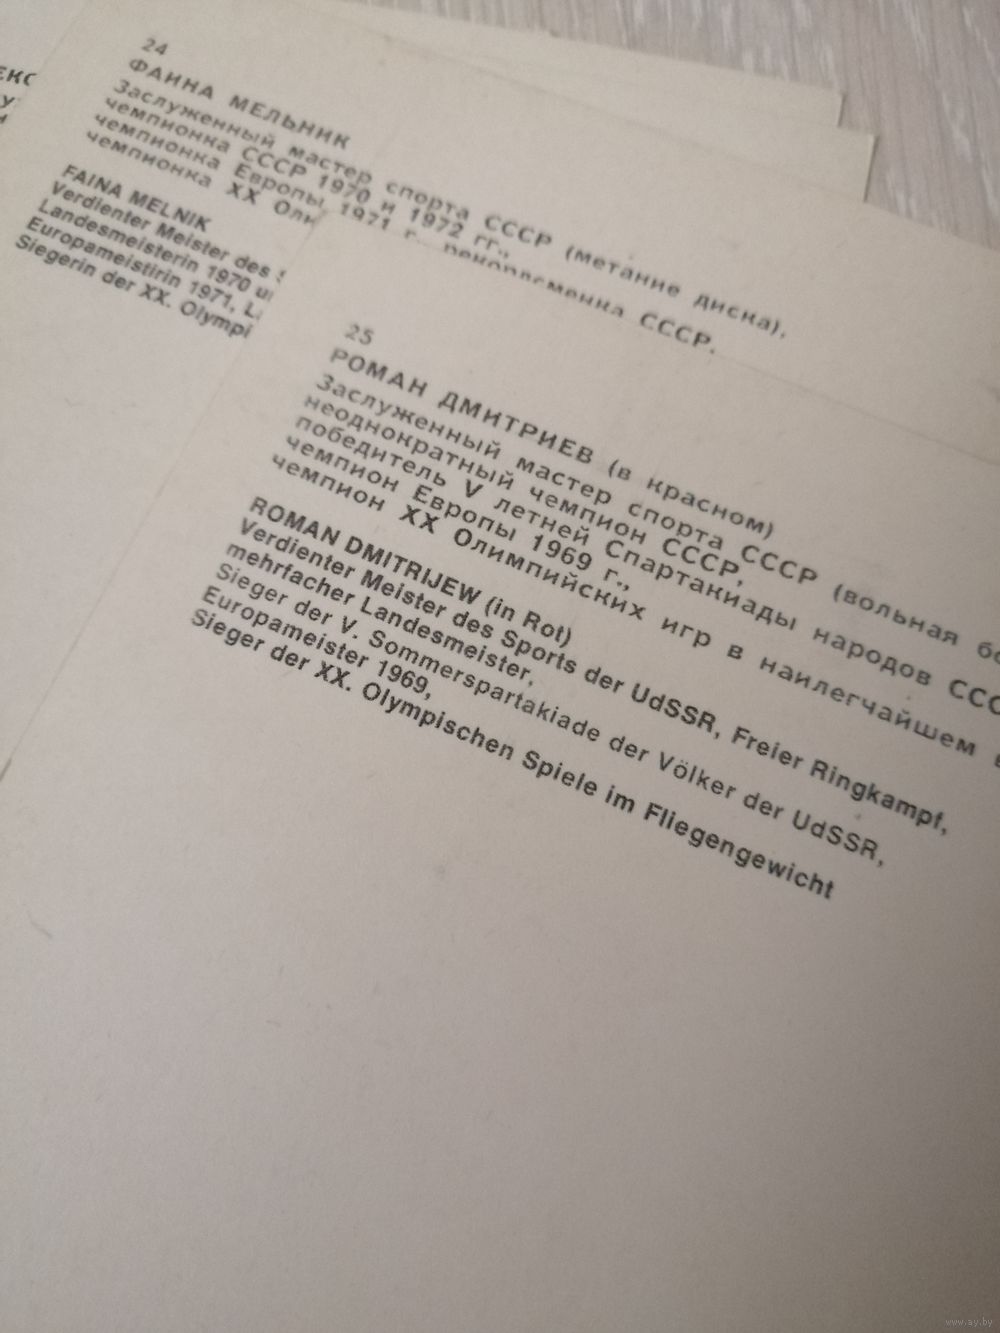 24
ФАИНА МЕЛЬНИК
Заслуженный мастер спорта СССР (метание диска),
чемпионка СССР 1970 и 1972 гг.,
чемпионка Европы 1971 г., рекордсменка СССР,
чемпионка XX
FAINA MELNIK
Verdienter Meister des
Landesmeisterin 1970
Europameistirin 1971,
Siegerin der XX.
25
РОМАН ДМИТРИЕВ (в красном)
Заслуженный мастер спорта СССР (вольная
неоднократный чемпион СССР,
победитель V летней Спартакиады народов
чемпион Европы 1969 г.,
чемпион XX Олимпийских игр в наилегчайшем
ROMAN DMITRIJEW (in Rot)
Verdienter Meister des Sports der UdSSR, Freier Ringkampf,
mehrfacher Landesmeister,
Sieger der V. Sommerspartakiade der Völker der UdSSR,
Europameister 1969,
Sieger der XX. Olympischen Spiele im Fliegengewicht
www.ay.by